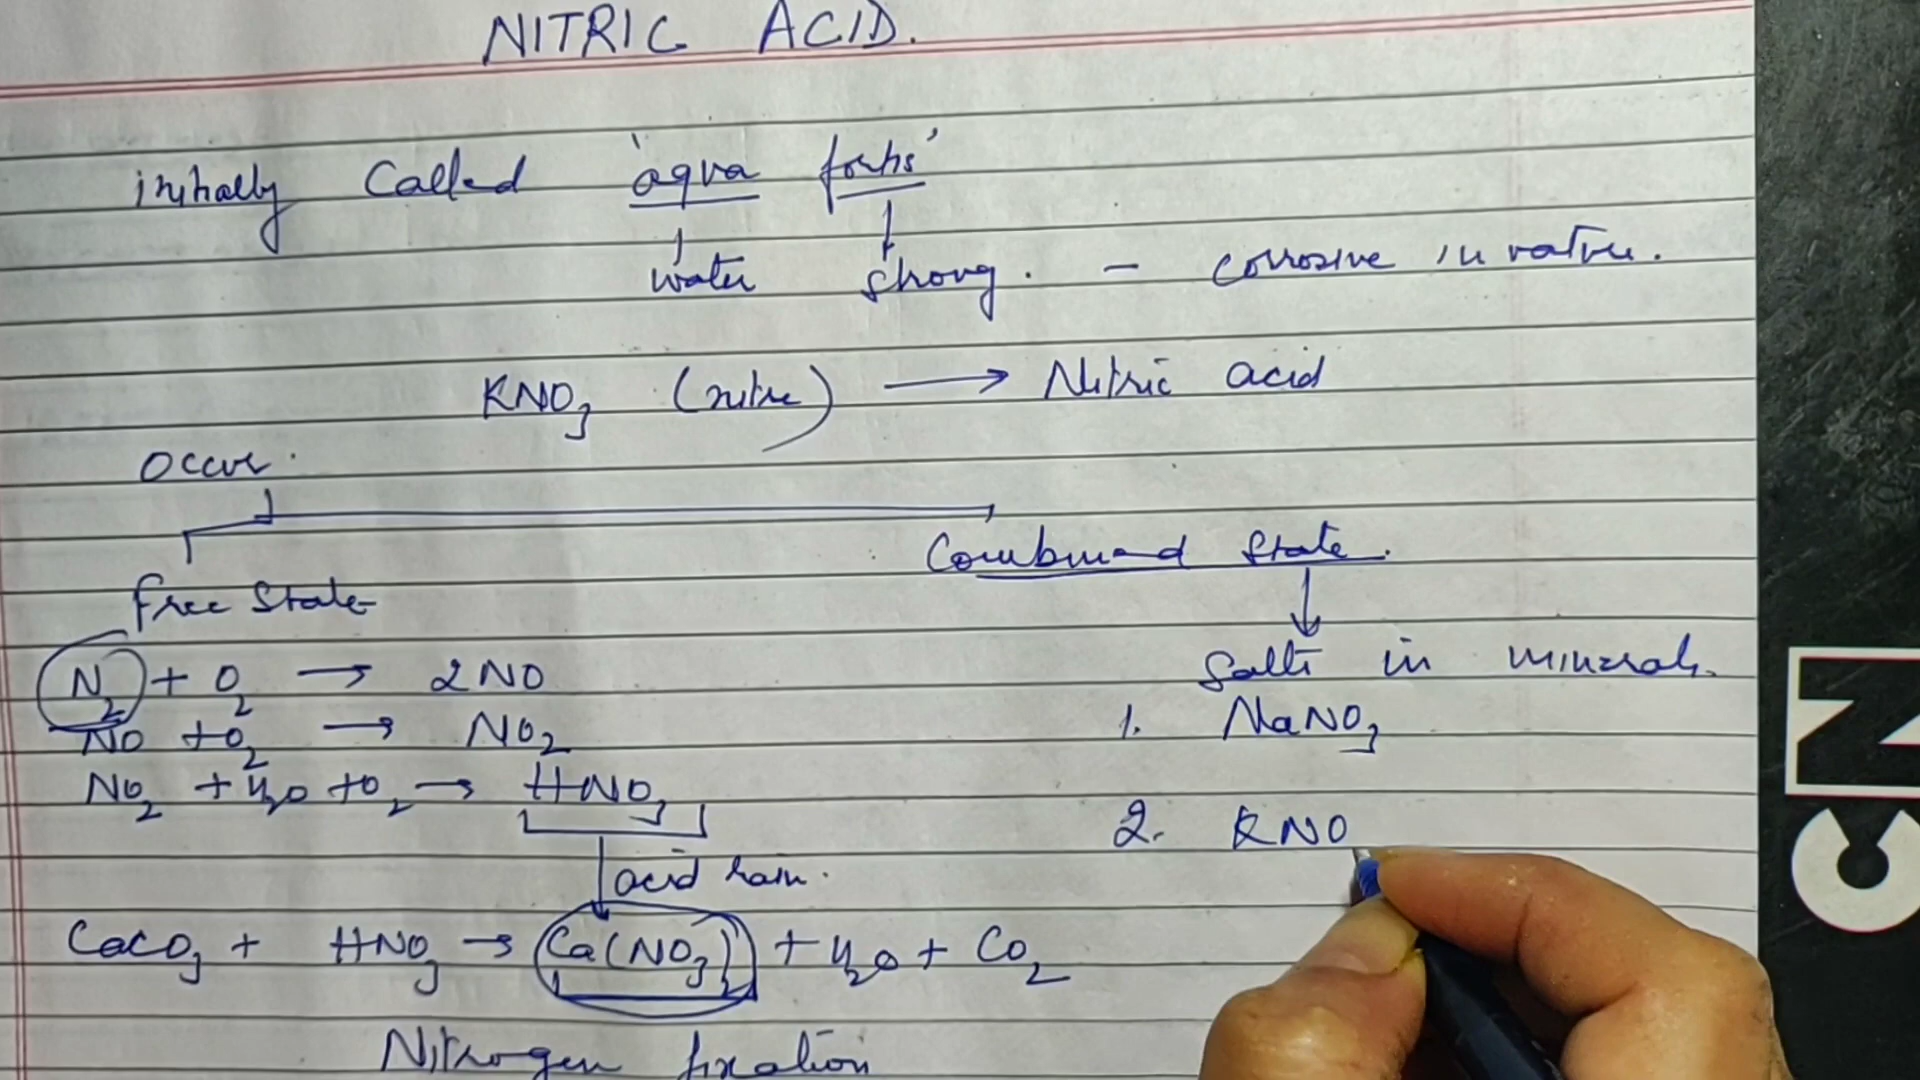 NITRIC ACID.
initially Called 'aqua fortis'
water strong. - corrosive in nature.
KNO3 (nitre) → Nitric acid
Occur.
Free State
Combined State.
N2 + O2 → 2NO
NO + O2 → NO2
NO2 + H2O + O2 → HNO3
acid rain.
CaCO3 + HNO3 → Ca(NO3)2 + H2O + CO2
Nitrogen fixation
Salts in minerals.
1. NaNO3
2. KNO
CN